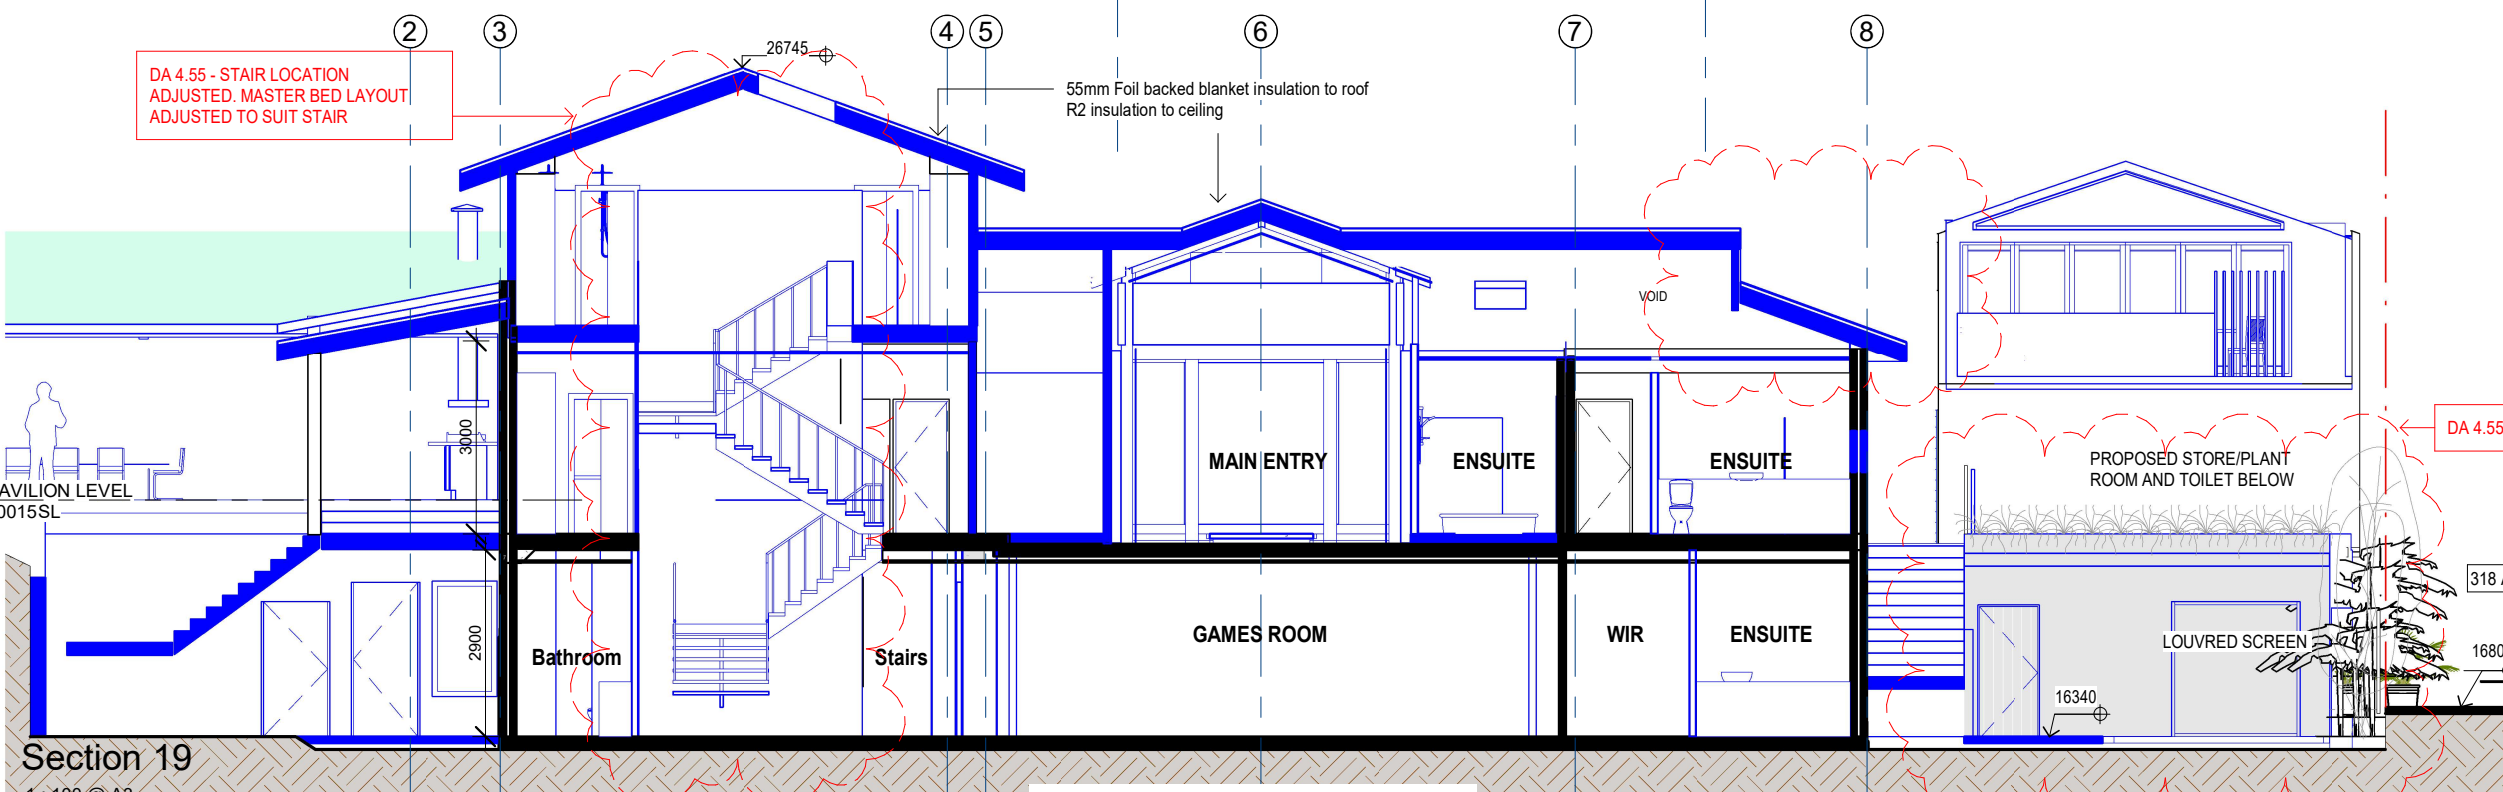 2
3
4
5
6
7
8
26745
DA 4.55 - STAIR LOCATION
ADJUSTED. MASTER BED LAYOUT
ADJUSTED TO SUIT STAIR
55mm Foil backed blanket insulation to roof
R2 insulation to ceiling
VOID
DA 4.55
3000
MAIN ENTRY
ENSUITE
ENSUITE
PROPOSED STORE/PLANT
ROOM AND TOILET BELOW
AVILION LEVEL
0015SL
318
2900
Bathroom
Stairs
GAMES ROOM
WIR
ENSUITE
LOUVRED SCREEN
1680
16340
Section 19